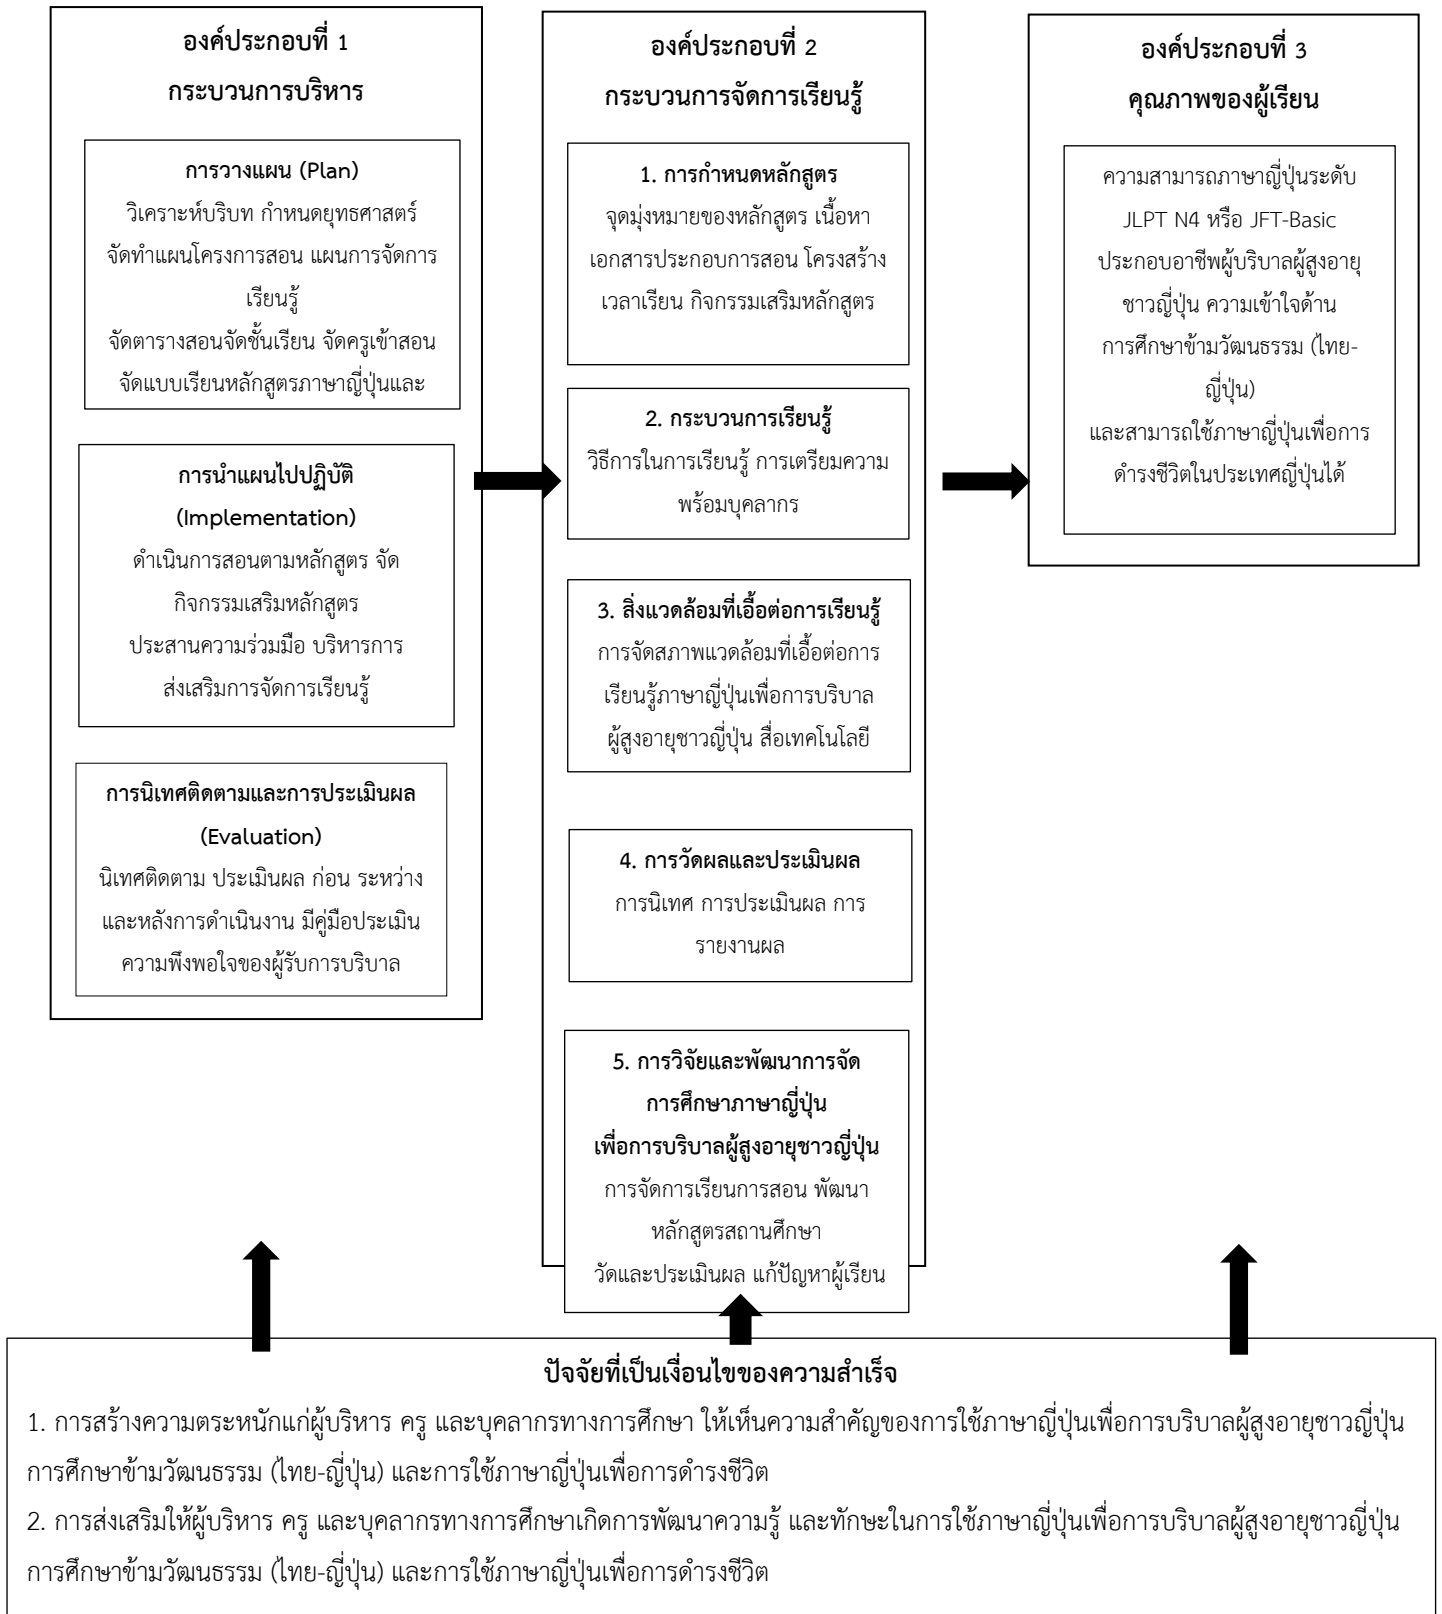 องค์ประกอบที่ 1
กระบวนการบริหาร
การวางแผน (Plan)
วิเคราะห์บริบท กำหนดยุทธศาสตร์
จัดทำแผนโครงการสอน แผนการจัดการ
เรียนรู้
จัดตารางสอนจัดชั้นเรียน จัดครูเข้าสอน
จัดแบบเรียนหลักสูตรภาษาญี่ปุ่นและ
การนำแผนไปปฏิบัติ
(Implementation)
ดำเนินการสอนตามหลักสูตร จัด
กิจกรรมเสริมหลักสูตร
ประสานความร่วมมือ บริหารการ
ส่งเสริมการจัดการเรียนรู้
การนิเทศติดตามและการประเมินผล
(Evaluation)
นิเทศติดตาม ประเมินผล ก่อน ระหว่าง
และหลังการดำเนินงาน มีคู่มือประเมิน
ความพึงพอใจของผู้รับการบริบาล
องค์ประกอบที่ 2
กระบวนการจัดการเรียนรู้
1. การกำหนดหลักสูตร
จุดมุ่งหมายของหลักสูตร เนื้อหา
เอกสารประกอบการสอน โครงสร้าง
เวลาเรียน กิจกรรมเสริมหลักสูตร
2. กระบวนการเรียนรู้
วิธีการในการเรียนรู้ การเตรียมความ
พร้อมบุคลากร
3. สิ่งแวดล้อมที่เอื้อต่อการเรียนรู้
การจัดสภาพแวดล้อมที่เอื้อต่อการ
เรียนรู้ภาษาญี่ปุ่นเพื่อการบริบาล
ผู้สูงอายุชาวญี่ปุ่น สื่อเทคโนโลยี
4. การวัดผลและประเมินผล
การนิเทศ การประเมินผล การ
รายงานผล
5. การวิจัยและพัฒนาการจัด
การศึกษาภาษาญี่ปุ่น
เพื่อการบริบาลผู้สูงอายุชาวญี่ปุ่น
การจัดการเรียนการสอน พัฒนา
หลักสูตรสถานศึกษา
วัดและประเมินผล แก้ปัญหาผู้เรียน
องค์ประกอบที่ 3
คุณภาพของผู้เรียน
ความสามารถภาษาญี่ปุ่นระดับ
JLPT N4 หรือ JFT-Basic
ประกอบอาชีพผู้บริบาลผู้สูงอายุ
ชาวญี่ปุ่น ความเข้าใจด้าน
การศึกษาข้ามวัฒนธรรม (ไทย-
ญี่ปุ่น)
และสามารถใช้ภาษาญี่ปุ่นเพื่อการ
ดำรงชีวิตในประเทศญี่ปุ่นได้
ปัจจัยที่เป็นเงื่อนไขของความสำเร็จ
1. การสร้างความตระหนักแก่ผู้บริหาร ครู และบุคลากรทางการศึกษา ให้เห็นความสำคัญของการใช้ภาษาญี่ปุ่นเพื่อการบริบาลผู้สูงอายุชาวญี่ปุ่น
การศึกษาข้ามวัฒนธรรม (ไทย-ญี่ปุ่น) และการใช้ภาษาญี่ปุ่นเพื่อการดำรงชีวิต
2. การส่งเสริมให้ผู้บริหาร ครู และบุคลากรทางการศึกษาเกิดการพัฒนาความรู้ และทักษะในการใช้ภาษาญี่ปุ่นเพื่อการบริบาลผู้สูงอายุชาวญี่ปุ่น
การศึกษาข้ามวัฒนธรรม (ไทย-ญี่ปุ่น) และการใช้ภาษาญี่ปุ่นเพื่อการดำรงชีวิต